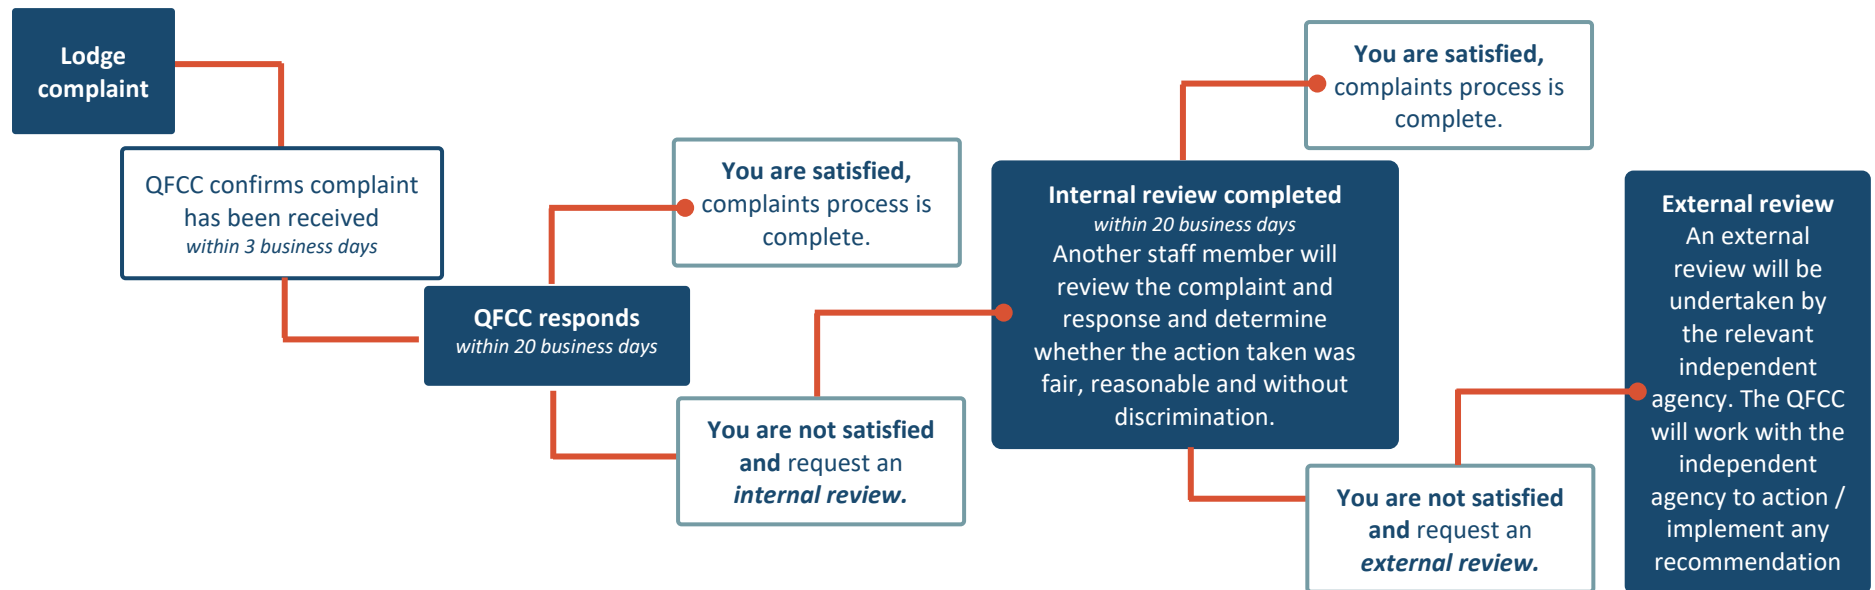 Lodge
complaint
QFCC confirms complaint
has been received
within 3 business days
QFCC responds
within 20 business days
You are satisfied,
complaints process is
complete.
You are not satisfied
and request an
internal review.
Internal review completed
within 20 business days
Another staff member will
review the complaint and
response and determine
whether the action taken was
fair, reasonable and without
discrimination.
You are satisfied,
complaints process is
complete.
You are not satisfied
and request an
external review.
External review
An external
review will be
undertaken by
the relevant
independent
agency. The QFCC
will work with the
independent
agency to action /
implement any
recommendation